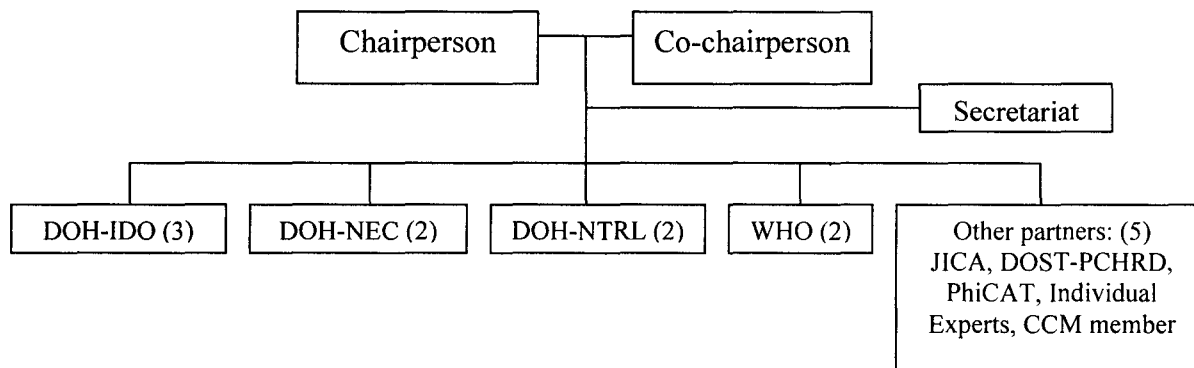 Chairperson
Co-chairperson
Secretariat
DOH-IDO (3)
DOH-NEC (2)
DOH-NTRL (2)
WHO (2)
Other partners: (5)
JICA, DOST-PCHRD,
PhiCAT, Individual
Experts, CCM member